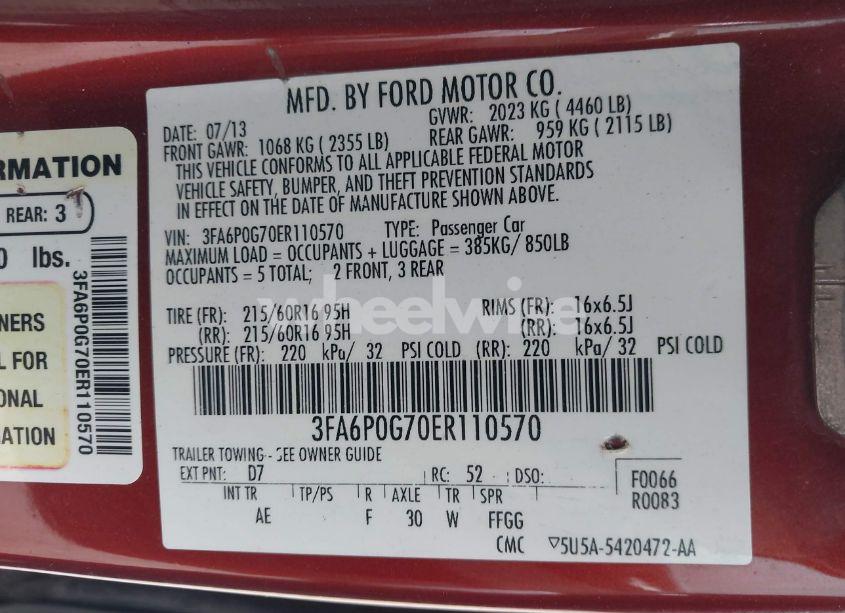 MFD. BY FORD MOTOR CO.
DATE: 07/13
GVWR: 2023 KG ( 4460 LB)
FRONT GAWR: 1068 KG ( 2355 LB)
REAR GAWR: 959 KG ( 2115 LB)
THIS VEHICLE CONFORMS TO ALL APPLICABLE FEDERAL MOTOR
VEHICLE SAFETY, BUMPER, AND THEFT PREVENTION STANDARDS
IN EFFECT ON THE DATE OF MANUFACTURE SHOWN ABOVE.
VIN: 3FA6P0G70ER110570 TYPE: Passenger Car
MAXIMUM LOAD = OCCUPANTS + LUGGAGE = 385KG/ 850LB
OCCUPANTS = 5 TOTAL; 2 FRONT, 3 REAR
TIRE (FR): 215/60R16 95H RIMS (FR): 16x6.5J
(RR): 215/60R16 95H (RR): 16x6.5J
PRESSURE (FR): 220 kPa/ 32 PSI COLD (RR): 220 kPa/ 32 PSI COLD
3FA6P0G70ER110570
TRAILER TOWING - SEE OWNER GUIDE
EXT PNT: D7 RC: 52 DSO:
F0066
R0083
INT TR TP/PS R AXLE TR SPR
AE F 30 W FFGG
CMC ▽5U5A-5420472-AA
RMATION
REAR: 3
0 lbs.
NERS
L FOR
ONAL
MATION
3FA6P0G70ER110570
wheelwire